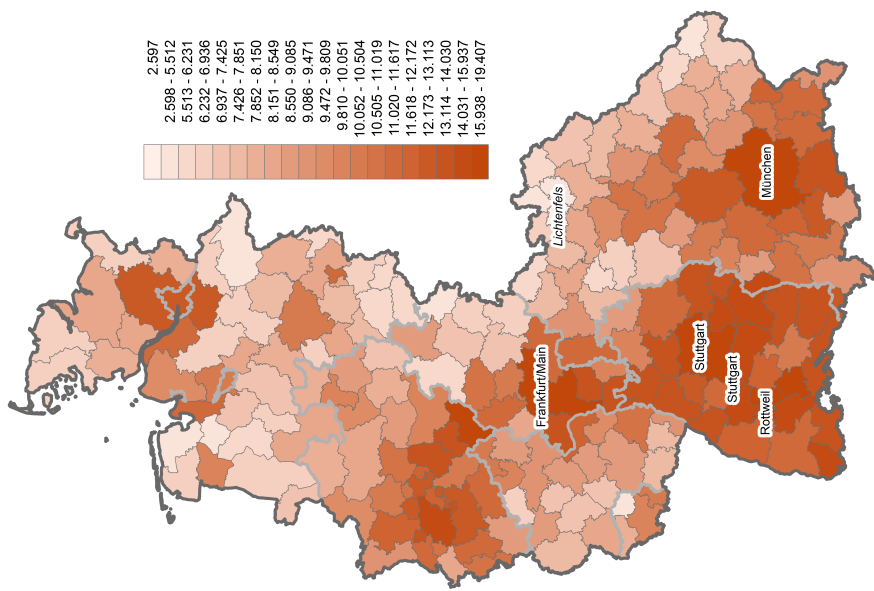 2.597
2.598 - 5.512
5.513 - 6.231
6.232 - 6.936
6.937 - 7.425
7.426 - 7.851
7.852 - 8.150
8.151 - 8.549
8.550 - 9.085
9.086 - 9.471
9.472 - 9.809
9.810 - 10.051
10.052 - 10.504
10.505 - 11.019
11.020 - 11.617
11.618 - 12.172
12.173 - 13.113
13.114 - 14.030
14.031 - 15.937
15.938 - 19.407
München
Lichtenfels
Stuttgart
Frankfurt/Main
Stuttgart
Rottweil